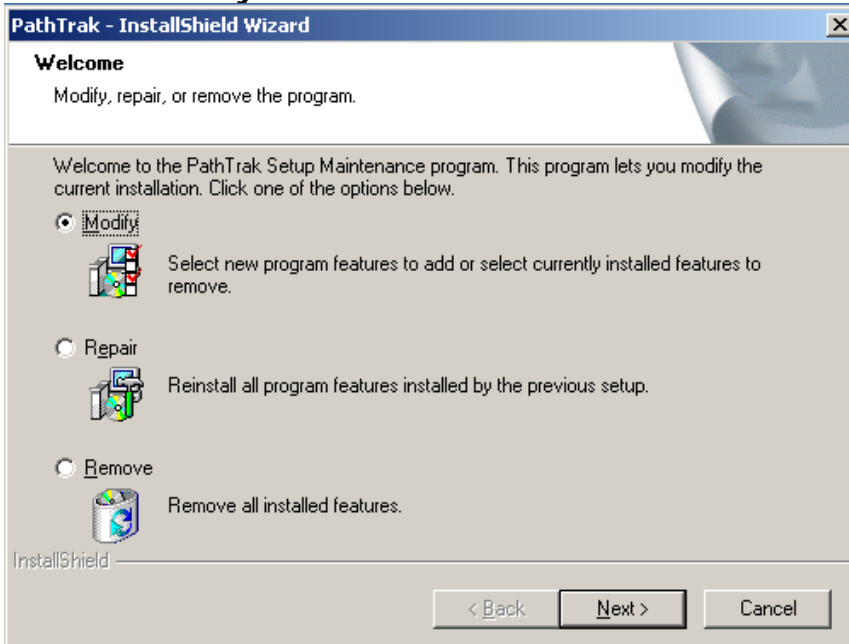 PathTrak - InstallShield Wizard
Welcome
Modify, repair, or remove the program.
Welcome to the PathTrak Setup Maintenance program. This program lets you modify the
current installation. Click one of the options below.
Modify
Select new program features to add or select currently installed features to
remove.
Repair
Reinstall all program features installed by the previous setup.
Remove
Remove all installed features.
InstallShield
< Back
Next >
Cancel